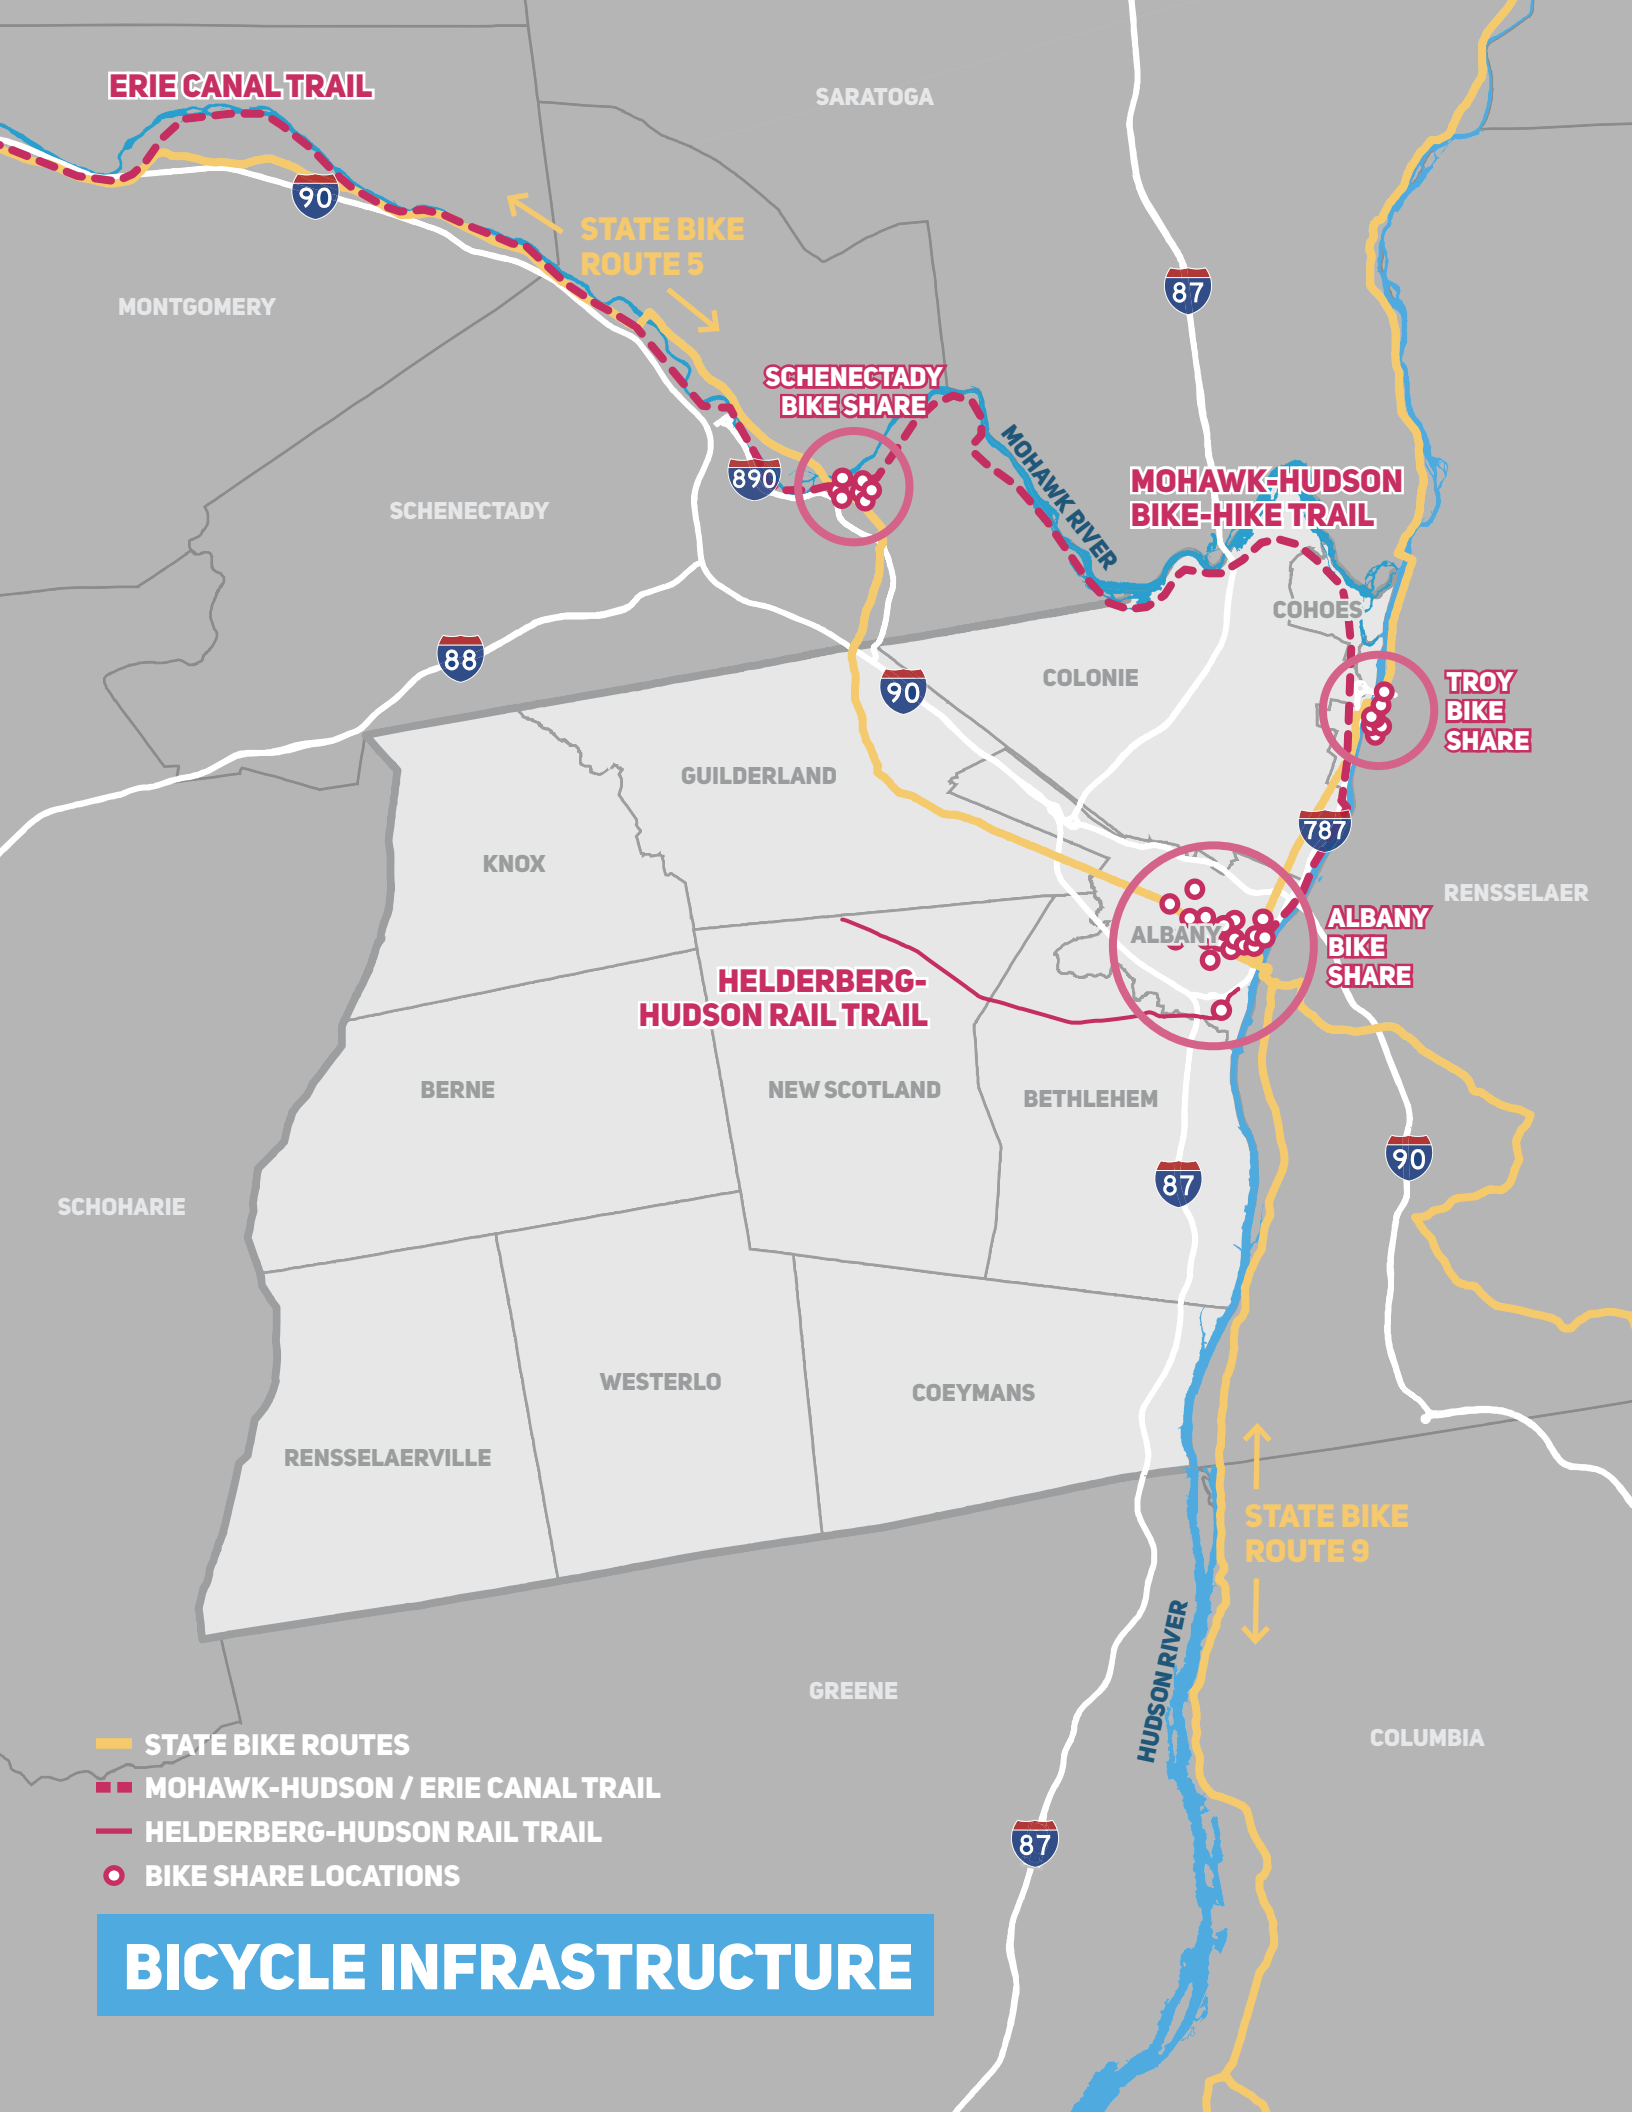 ERIE CANAL TRAIL
SARATOGA
90
STATE BIKE
ROUTE 5
87
MONTGOMERY
SCHENECTADY
BIKE SHARE
MOHAWK RIVER
890
MOHAWK-HUDSON
BIKE-HIKE TRAIL
SCHENECTADY
COHOES
88
COLONIE
90
TROY
BIKE
SHARE
GUILDERLAND
787
KNOX
RENSSELAER
ALBANY
ALBANY
BIKE
SHARE
HELDERBERG-
HUDSON RAIL TRAIL
BERNE
NEW SCOTLAND
BETHLEHEM
90
87
SCHOHARIE
WESTERLO
COEYMANS
RENSSELAERVILLE
STATE BIKE
ROUTE 9
HUDSON RIVER
GREENE
COLUMBIA
STATE BIKE ROUTES
MOHAWK-HUDSON / ERIE CANAL TRAIL
HELDERBERG-HUDSON RAIL TRAIL
87
BIKE SHARE LOCATIONS
BICYCLE INFRASTRUCTURE